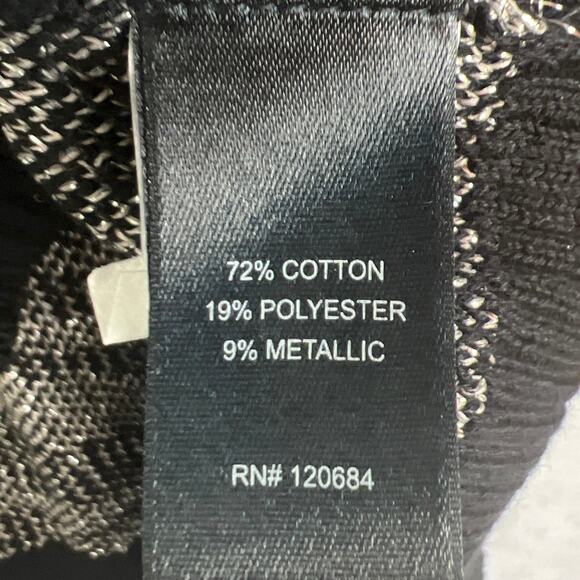 72% COTTON
19% POLYESTER
9% METALLIC
RN# 120684